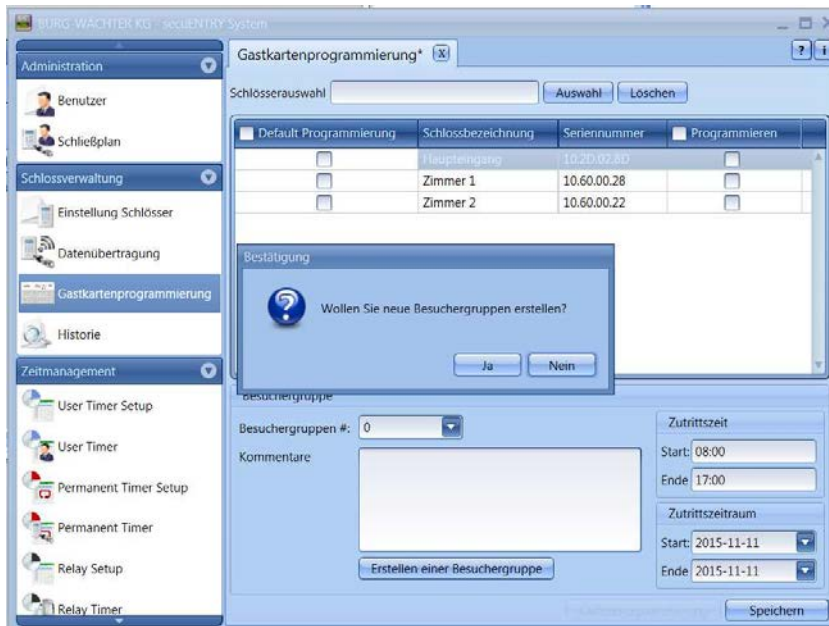 BURG-WÄCHTER KG - secuENTRY System
Administration
Benutzer
Schließplan
Schlossverwaltung
Einstellung Schlösser
Datenübertragung
Gastkartenprogrammierung
Historie
Zeitmanagement
User Timer Setup
User Timer
Permanent Timer Setup
Permanent Timer
Relay Setup
Relay Timer
Gastkartenprogrammierung* X
? i
Schlösserauswahl Auswahl Löschen
Default Programmierung Schlossbezeichnung Seriennummer Programmieren
Haupteingang 10.2D.02.8D
Zimmer 1 10.60.00.28
Zimmer 2 10.60.00.22
Bestätigung
Wollen Sie neue Besuchergruppen erstellen?
Ja Nein
Besuchergruppe
Besuchergruppen #: 0
Kommentare
Erstellen einer Besuchergruppe
Zutrittszeit
Start: 08:00
Ende 17:00
Zutrittszeitraum
Start: 2015-11-11
Ende 2015-11-11
Speichern